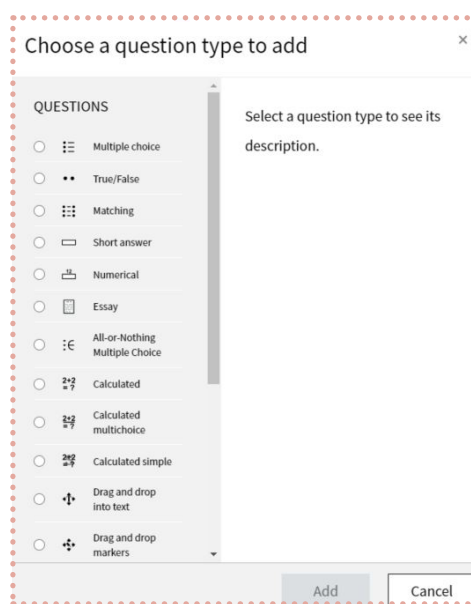 Choose a question type to add
×
QUESTIONS
Multiple choice
True/False
Matching
Short answer
Numerical
Essay
All-or-Nothing
Multiple Choice
Calculated
Calculated
multichoice
Calculated simple
Drag and drop
into text
Drag and drop
markers
Select a question type to see its
description.
Add
Cancel